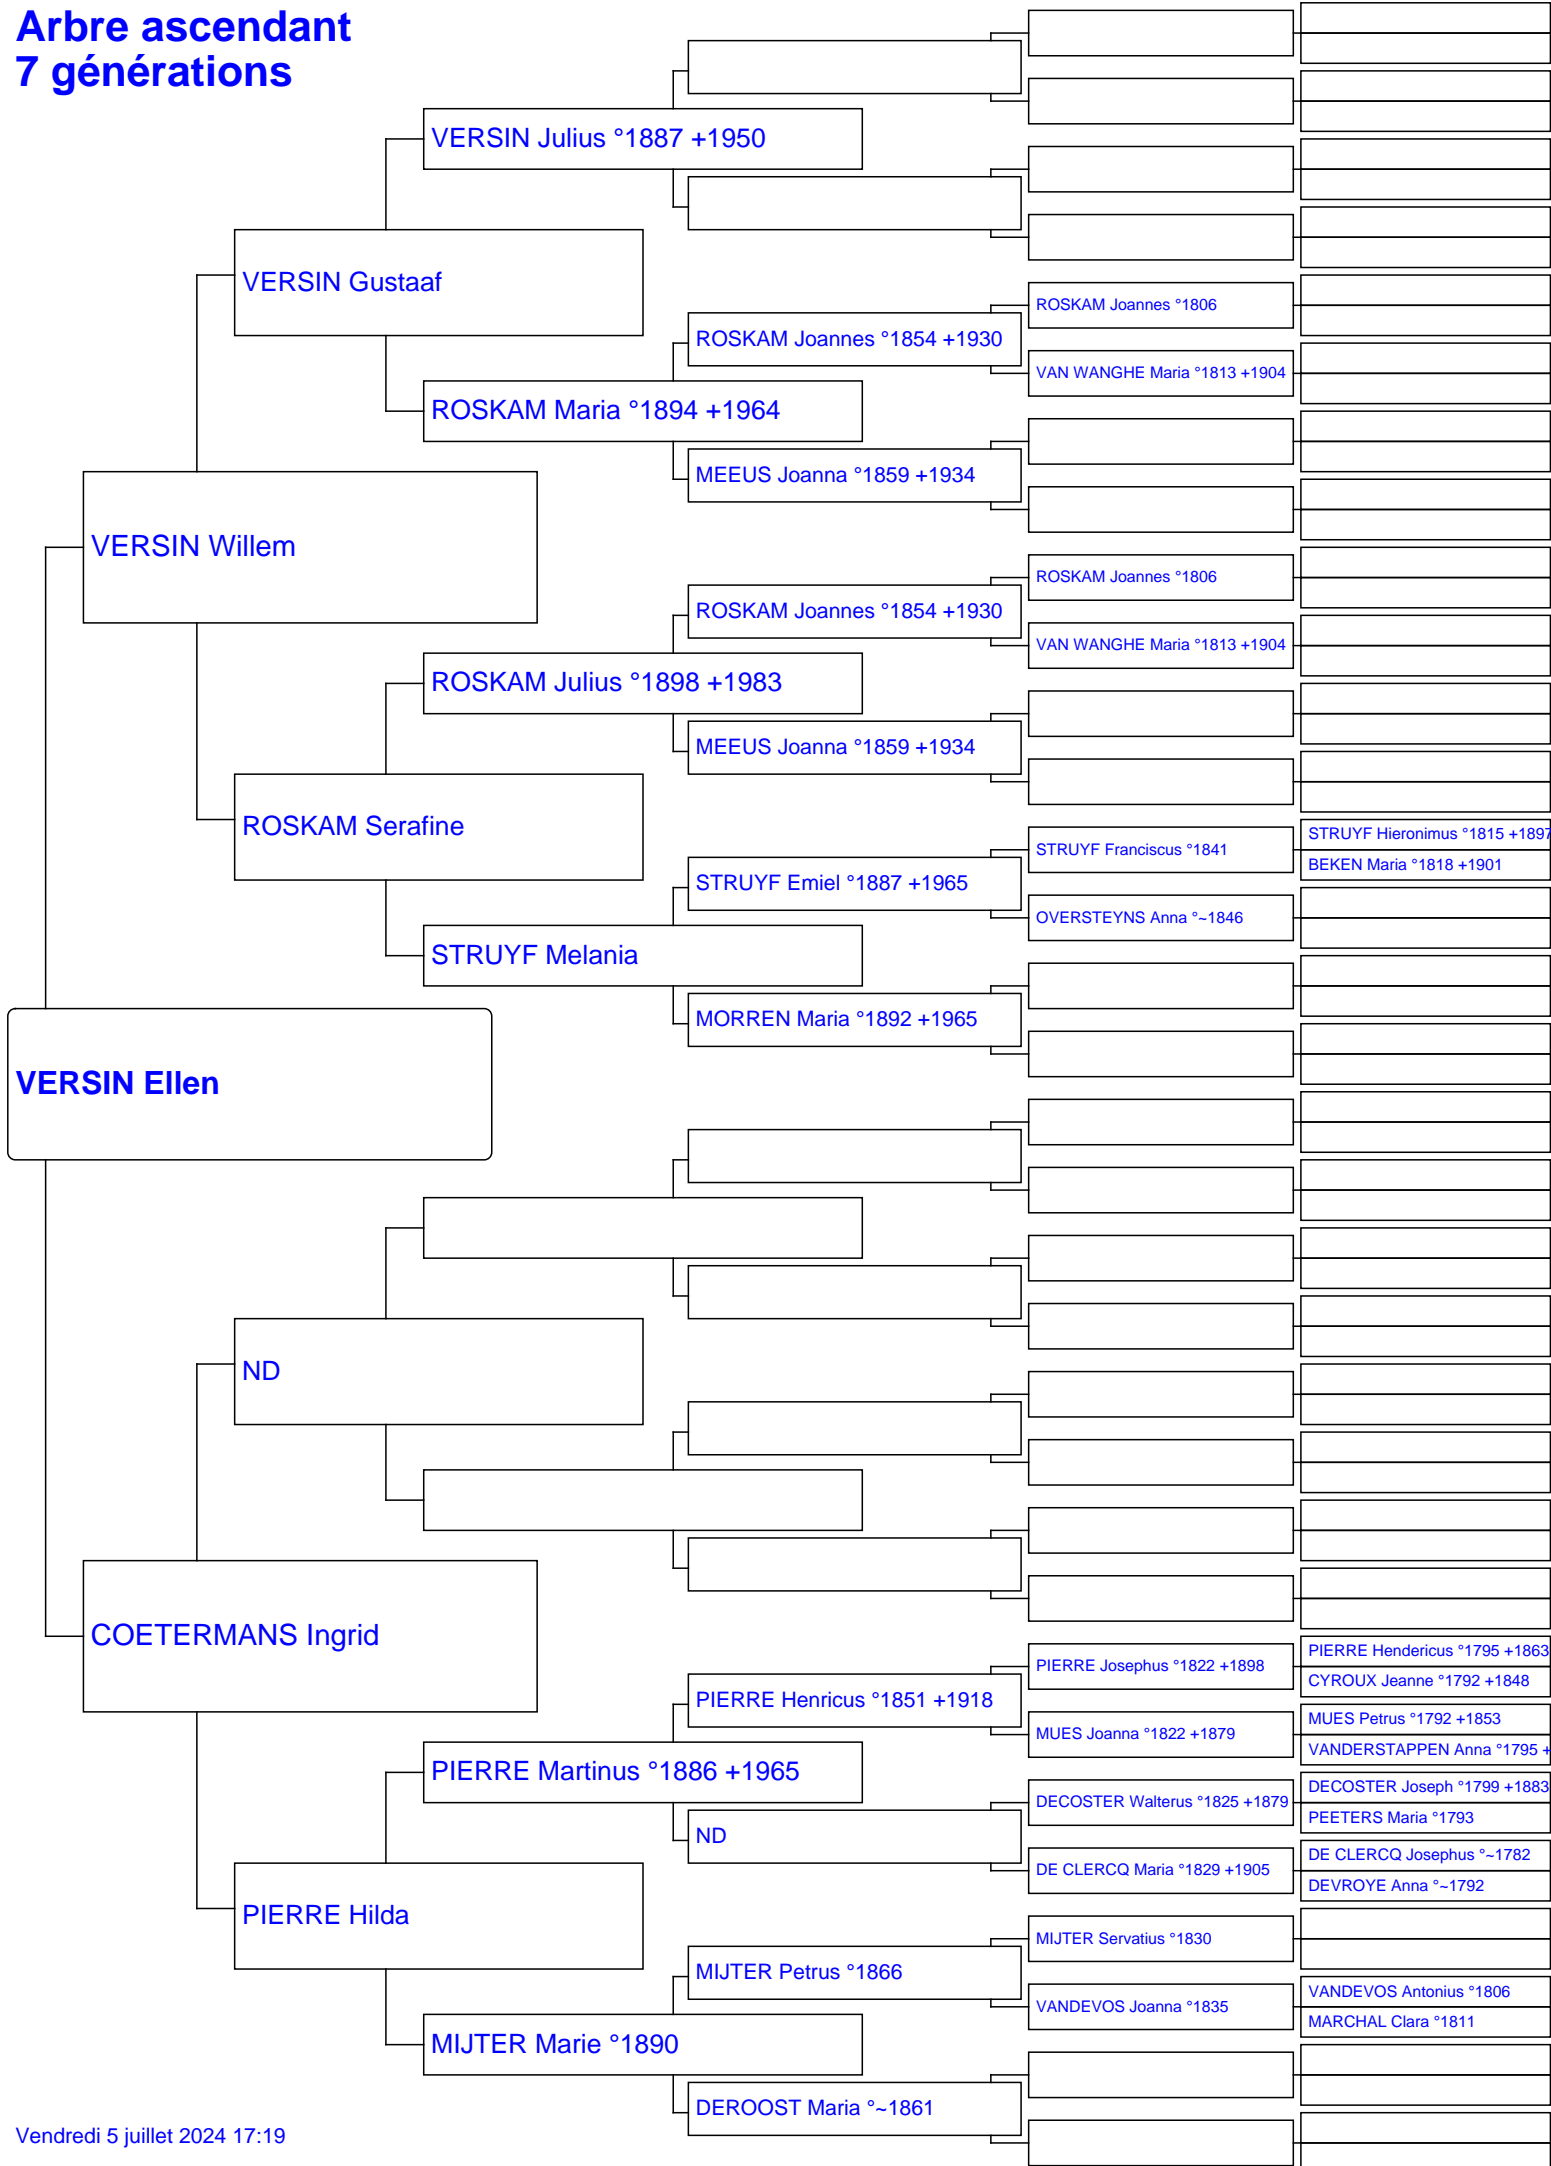 Arbre ascendant
7 générations
VERSIN Julius °1887 +1950
VERSIN Gustaaf
ROSKAM Joannes °1806
ROSKAM Joannes °1854 +1930
VAN WANGHE Maria °1813 +1904
ROSKAM Maria °1894 +1964
MEEUS Joanna °1859 +1934
VERSIN Willem
ROSKAM Joannes °1806
ROSKAM Joannes °1854 +1930
VAN WANGHE Maria °1813 +1904
ROSKAM Julius °1898 +1983
MEEUS Joanna °1859 +1934
ROSKAM Serafine
STRUYF Hieronimus °1815 +1897
STRUYF Franciscus °1841
BEKEN Maria °1818 +1901
STRUYF Emiel °1887 +1965
OVERSTEYNS Anna °~1846
STRUYF Melania
MORREN Maria °1892 +1965
VERSIN Ellen
ND
COETERMANS Ingrid
PIERRE Hendericus °1795 +1863
PIERRE Josephus °1822 +1898
CYROUX Jeanne °1792 +1848
PIERRE Henricus °1851 +1918
MUES Petrus °1792 +1853
MUES Joanna °1822 +1879
VANDERSTAPPEN Anna °1795 +
PIERRE Martinus °1886 +1965
DECOSTER Joseph °1799 +1883
DECOSTER Walterus °1825 +1879
PEETERS Maria °1793
ND
DE CLERCQ Josephus °~1782
DE CLERCQ Maria °1829 +1905
DEVROYE Anna °~1792
PIERRE Hilda
MIJTER Servatius °1830
MIJTER Petrus °1866
VANDEVOS Antonius °1806
VANDEVOS Joanna °1835
MARCHAL Clara °1811
MIJTER Marie °1890
DEROOST Maria °~1861
Vendredi 5 juillet 2024 17:19